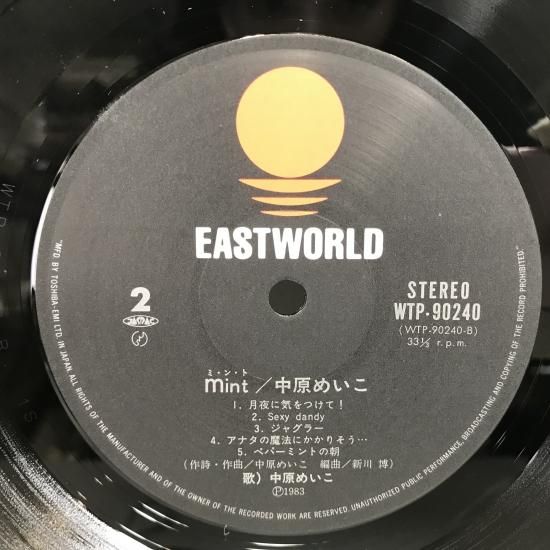 EASTWORLD
2
JASRAC
STEREO
WTP-90240
(WTP-90240-B)
33⅓ r.p.m.
ミ・ン・ト
mint／中原めいこ
1. 月夜に気をつけて！
2. Sexy dandy
3. ジャグラー
4. アナタの魔法にかかりそう…
5. ペパーミントの朝
(作詩・作曲／中原めいこ 編曲／新川 博)
歌）中原めいこ
Ⓟ1983
"MFD. BY TOSHIBA-EMI LTD. IN JAPAN ALL RIGHTS OF THE MANUFACTURER AND OF THE OWNER OF THE RECORDED WORK ARE RESERVED. UNAUTHORIZED PUBLIC PERFORMANCE, BROADCASTING AND COPYING OF THE RECORD PROHIBITED."